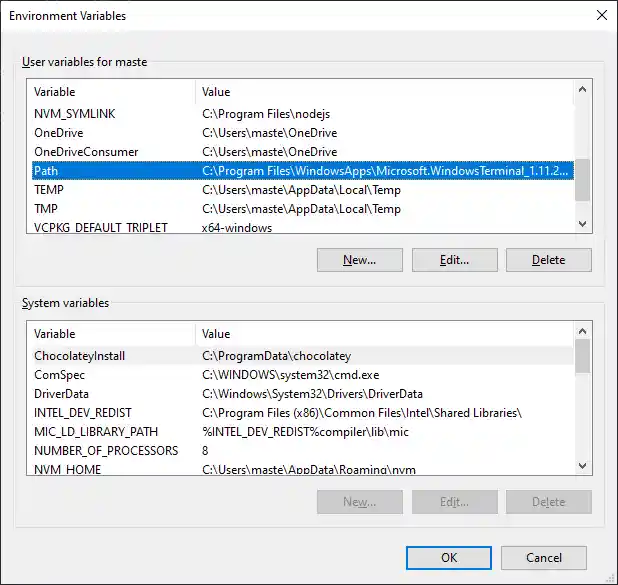 Environment Variables
User variables for maste
Variable Value
NVM_SYMLINK C:\Program Files\nodejs
OneDrive C:\Users\maste\OneDrive
OneDriveConsumer C:\Users\maste\OneDrive
Path C:\Program Files\WindowsApps\Microsoft.WindowsTerminal_1.11.2...
TEMP C:\Users\maste\AppData\Local\Temp
TMP C:\Users\maste\AppData\Local\Temp
VCPKG_DEFAULT_TRIPLET x64-windows
New... Edit... Delete
System variables
Variable Value
ChocolateyInstall C:\ProgramData\chocolatey
ComSpec C:\WINDOWS\system32\cmd.exe
DriverData C:\Windows\System32\Drivers\DriverData
INTEL_DEV_REDIST C:\Program Files (x86)\Common Files\Intel\Shared Libraries\
MIC_LD_LIBRARY_PATH %INTEL_DEV_REDIST%compiler\lib\mic
NUMBER_OF_PROCESSORS 8
NVM_HOME C:\Users\maste\AppData\Roaming\nvm
New... Edit... Delete
OK Cancel